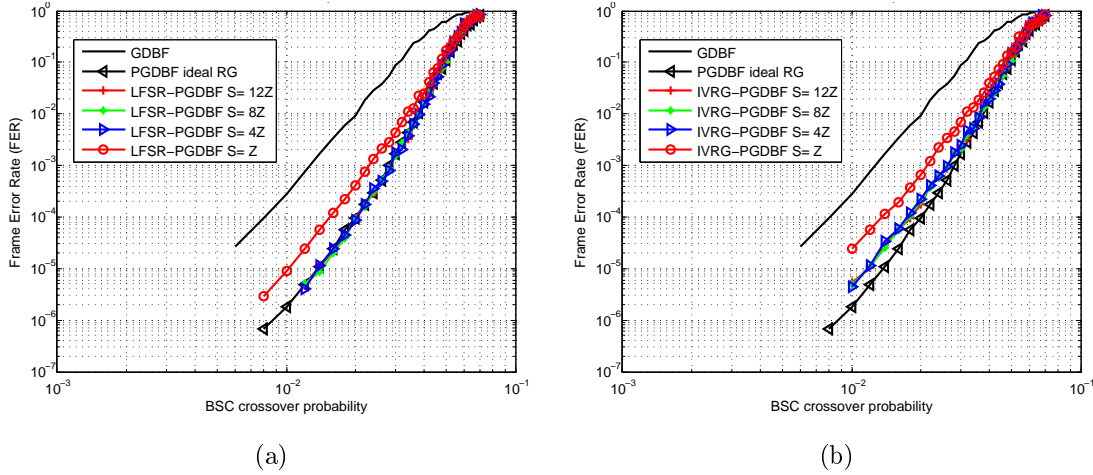 10^0
10^-1
10^-2
10^-3
10^-4
10^-5
10^-6
10^-7
Frame Error Rate (FER)
GDBF
PGDBF ideal RG
LFSR-PGDBF S= 12Z
LFSR-PGDBF S= 8Z
LFSR-PGDBF S= 4Z
LFSR-PGDBF S= Z
10^-3 10^-2 10^-1
BSC crossover probability
(a)
10^0
10^-1
10^-2
10^-3
10^-4
10^-5
10^-6
10^-7
Frame Error Rate (FER)
GDBF
PGDBF ideal RG
IVRG-PGDBF S= 12Z
IVRG-PGDBF S= 8Z
IVRG-PGDBF S= 4Z
IVRG-PGDBF S= Z
10^-3 10^-2 10^-1
BSC crossover probability
(b)